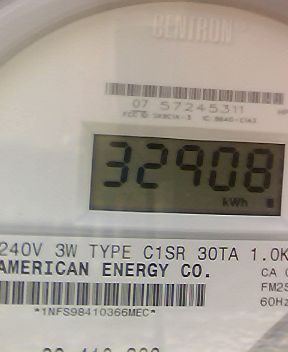 CENTRON
07 57245311
32908
kWh
240V 3W TYPE C1SR 30TA 1.0K
AMERICAN ENERGY CO.
CA
FM2S
60Hz
*1NFS98410366MEC*